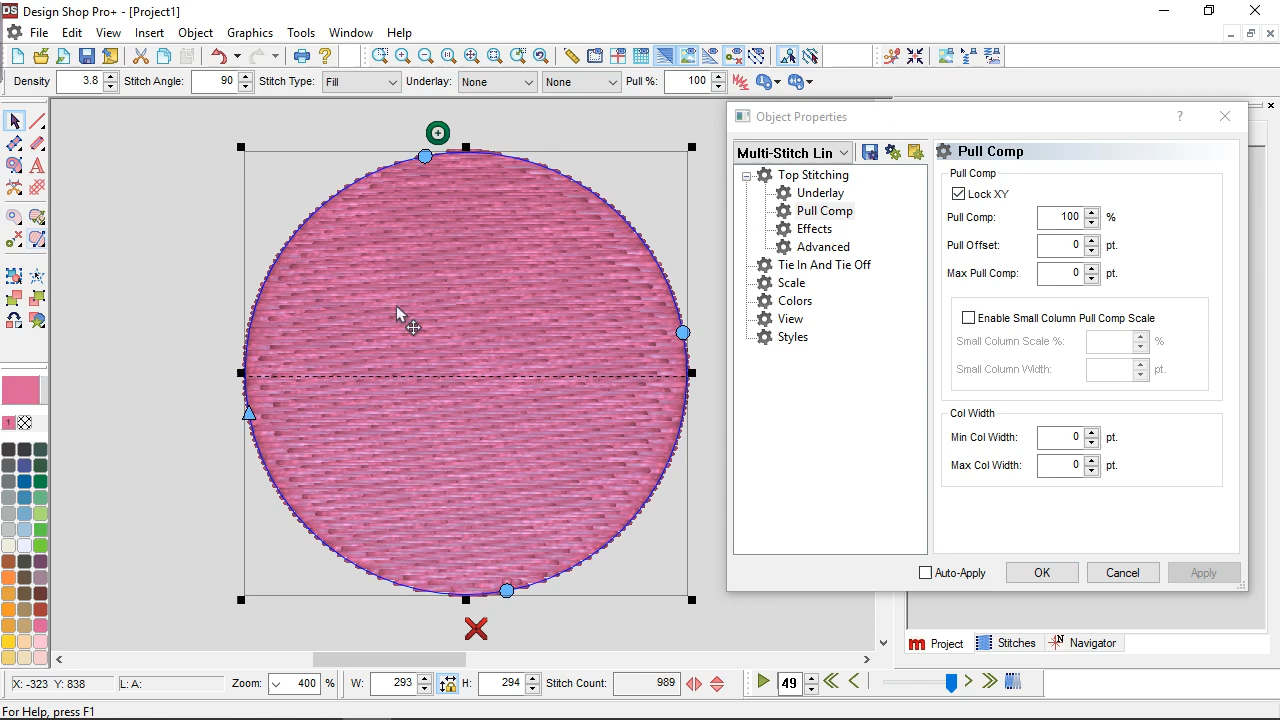 DS Design Shop Pro+ - [Project1]
File Edit View Insert Object Graphics Tools Window Help
Density 3.8 Stitch Angle: 90 Stitch Type: Fill Underlay: None None Pull %: 100
Object Properties ?
Multi-Stitch Lin Pull Comp
Top Stitching
Underlay
Pull Comp
Effects
Advanced
Tie In And Tie Off
Scale
Colors
View
Styles
Pull Comp
Lock XY
Pull Comp: 100 %
Pull Offset: 0 pt.
Max Pull Comp: 0 pt.
Enable Small Column Pull Comp Scale
Small Column Scale %: %
Small Column Width: pt.
Col Width
Min Col Width: 0 pt.
Max Col Width: 0 pt.
Auto-Apply OK Cancel Apply
1
m Project Stitches N Navigator
X: -323 Y: 838 L: A: Zoom: 400 % W: 293 H: 294 Stitch Count: 989 49
For Help, press F1